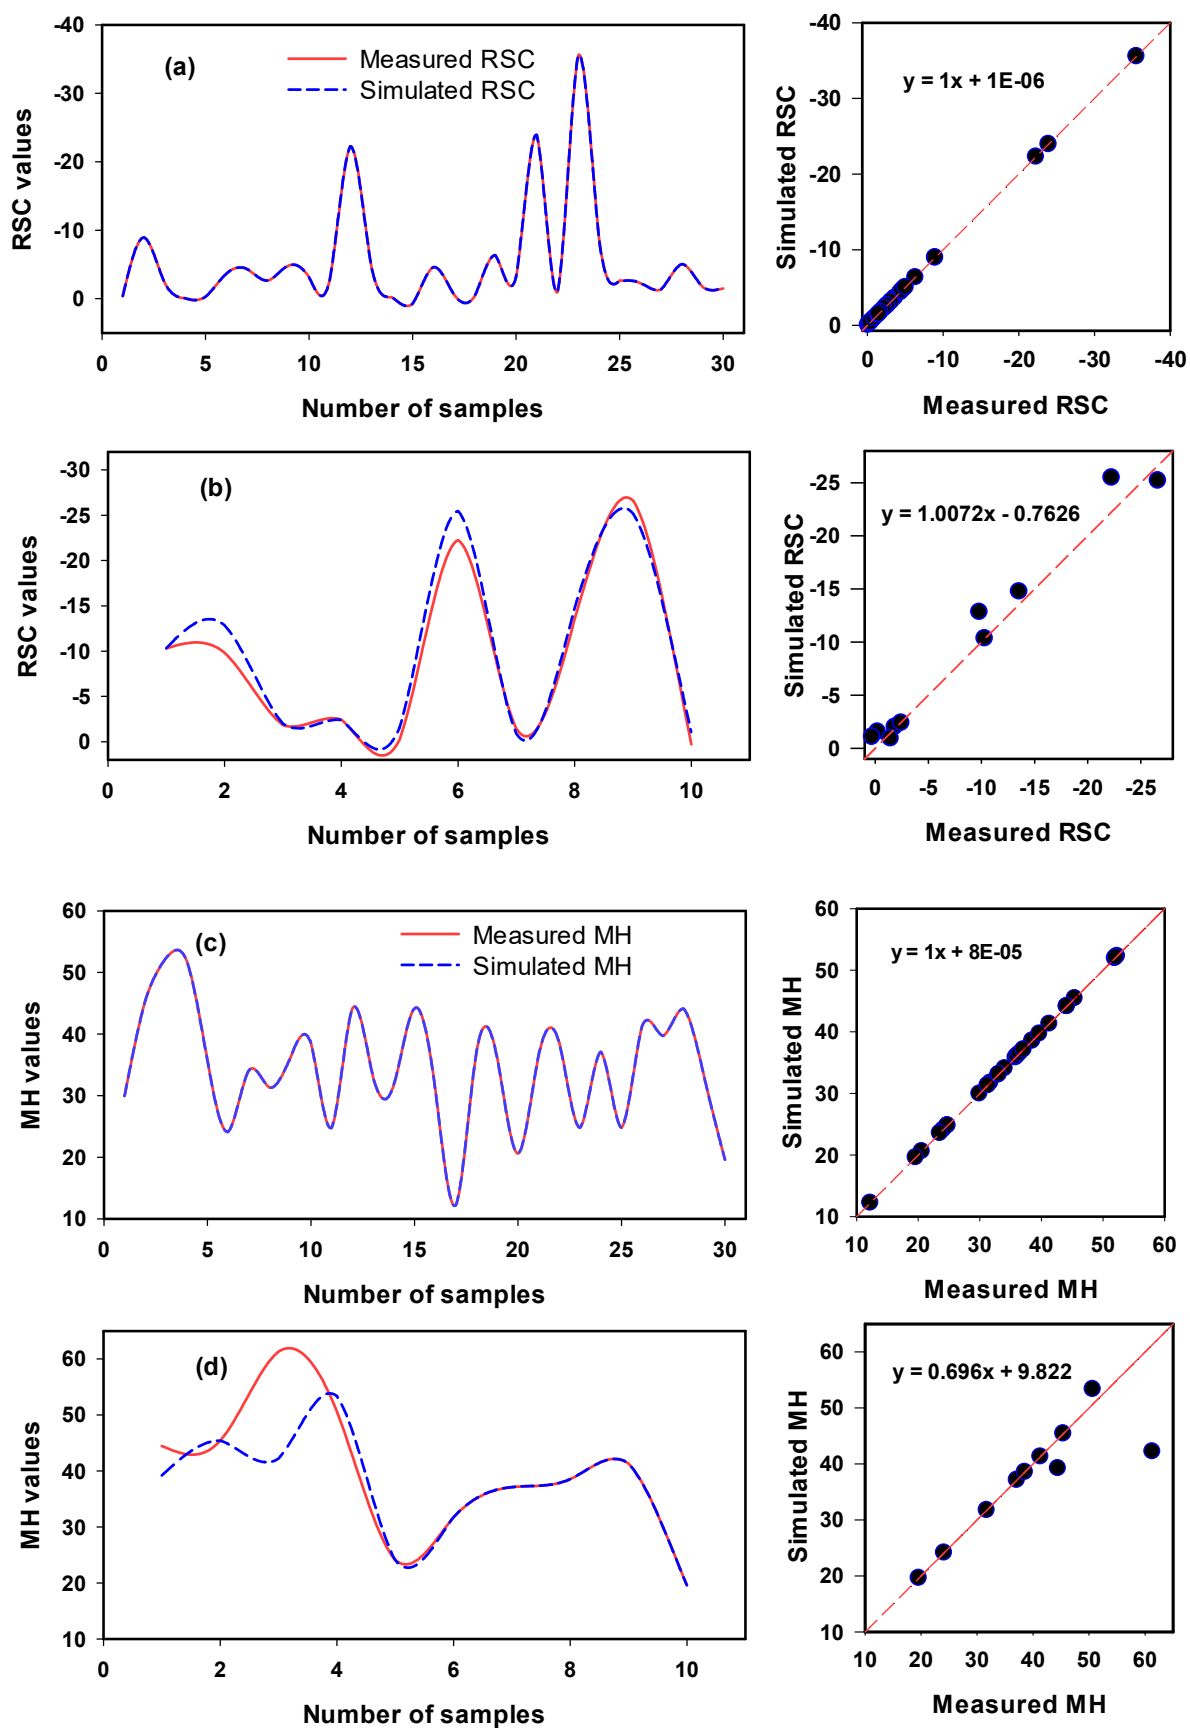 (a)
Measured RSC
Simulated RSC
RSC values
-40
-30
-20
-10
0
0 5 10 15 20 25 30
Number of samples
y = 1x + 1E-06
Simulated RSC
-40
-30
-20
-10
0
0 -10 -20 -30 -40
Measured RSC
(b)
RSC values
-30
-25
-20
-15
-10
-5
0
0 2 4 6 8 10
Number of samples
y = 1.0072x - 0.7626
Simulated RSC
-25
-20
-15
-10
-5
0
0 -5 -10 -15 -20 -25
Measured RSC
(c)
Measured MH
Simulated MH
MH values
60
50
40
30
20
10
0 5 10 15 20 25 30
Number of samples
y = 1x + 8E-05
Simulated MH
60
50
40
30
20
10
10 20 30 40 50 60
Measured MH
(d)
MH values
60
50
40
30
20
10
0 2 4 6 8 10
Number of samples
y = 0.696x + 9.822
Simulated MH
60
50
40
30
20
10
10 20 30 40 50 60
Measured MH